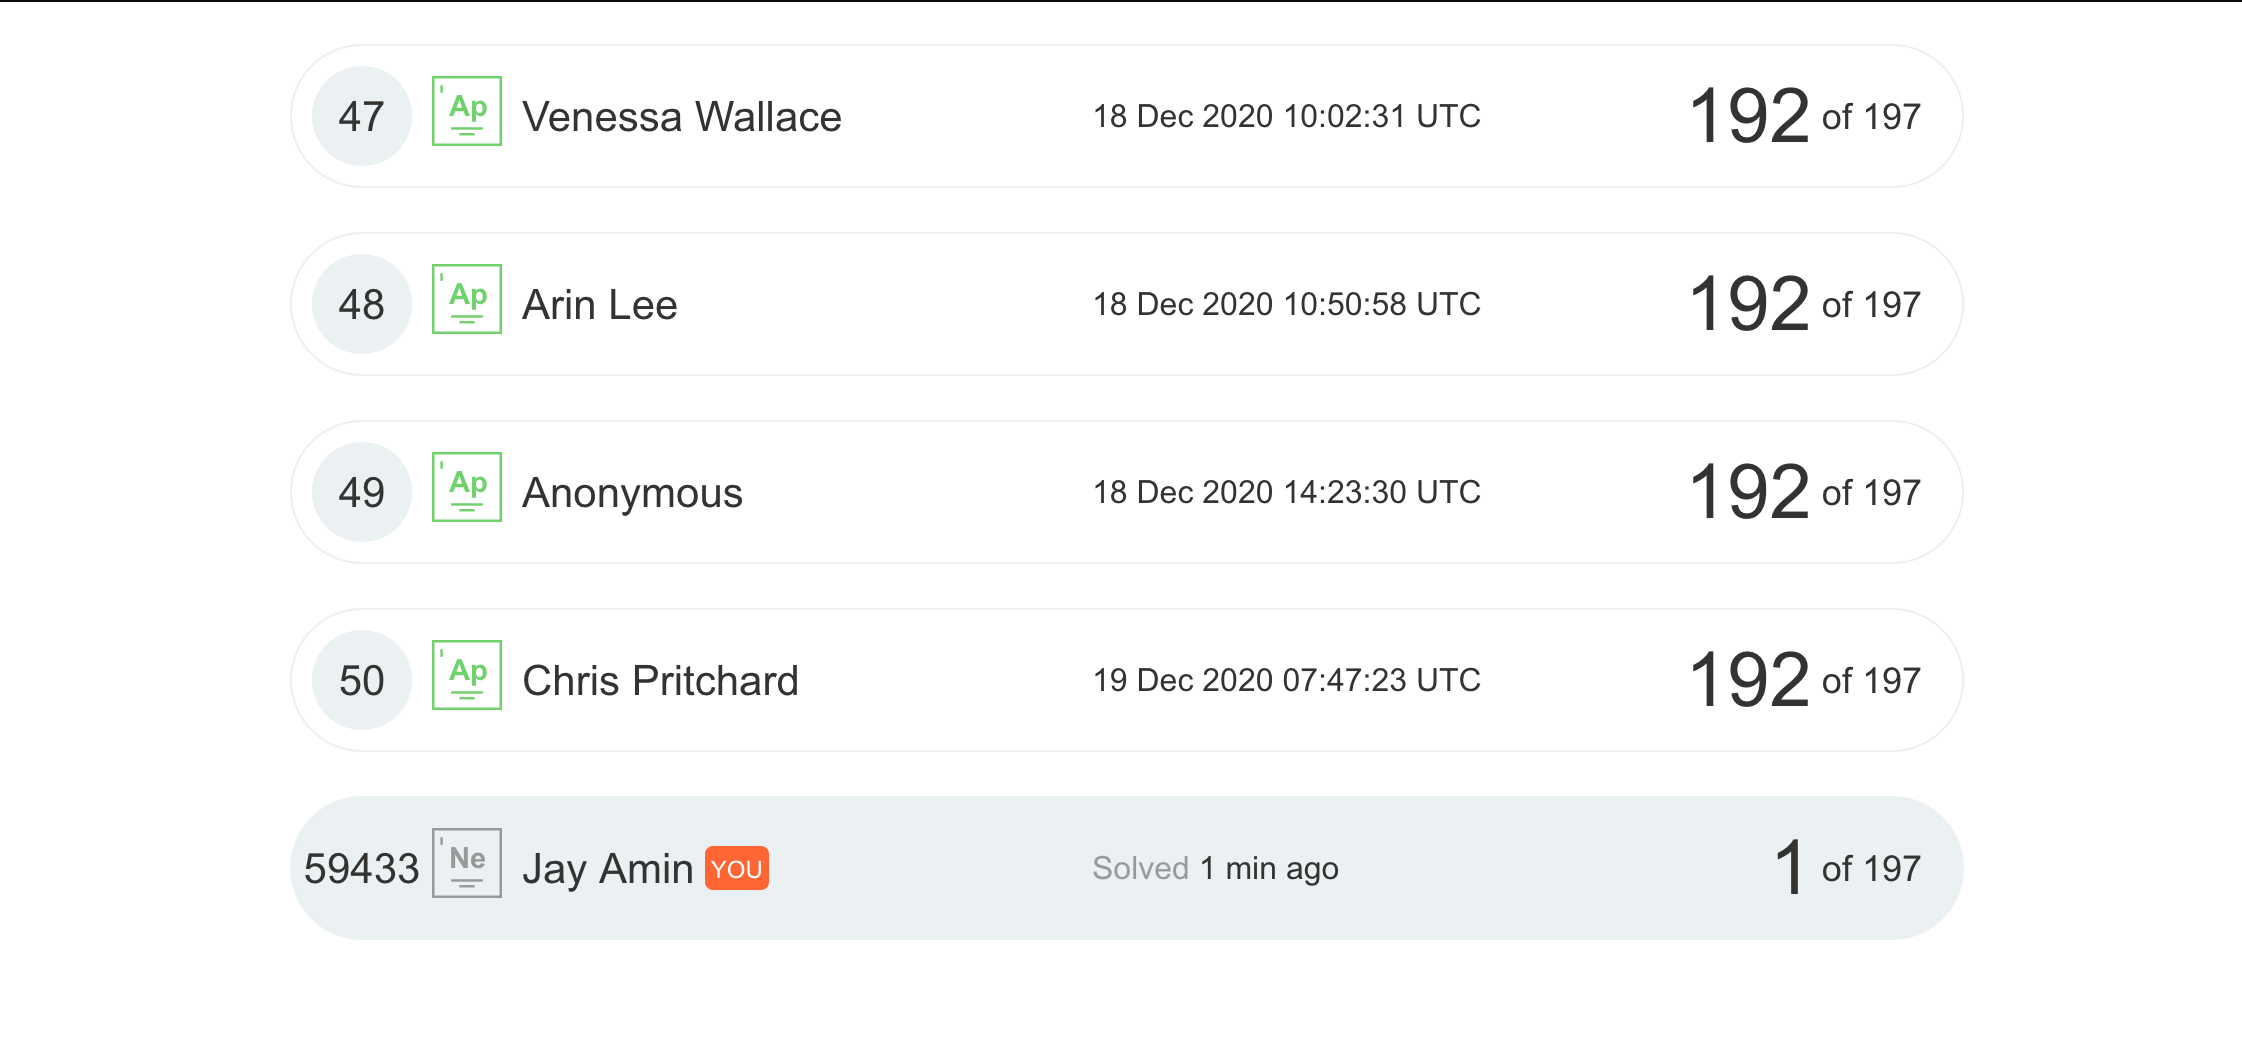 47 Ap Venessa Wallace 18 Dec 2020 10:02:31 UTC 192 of 197
48 Ap Arin Lee 18 Dec 2020 10:50:58 UTC 192 of 197
49 Ap Anonymous 18 Dec 2020 14:23:30 UTC 192 of 197
50 Ap Chris Pritchard 19 Dec 2020 07:47:23 UTC 192 of 197
59433 Ne Jay Amin YOU Solved 1 min ago 1 of 197